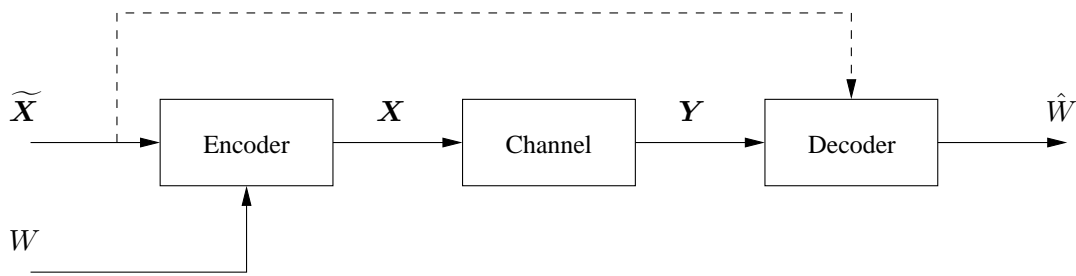 X̃ X Y Ŵ
Encoder Channel Decoder
W